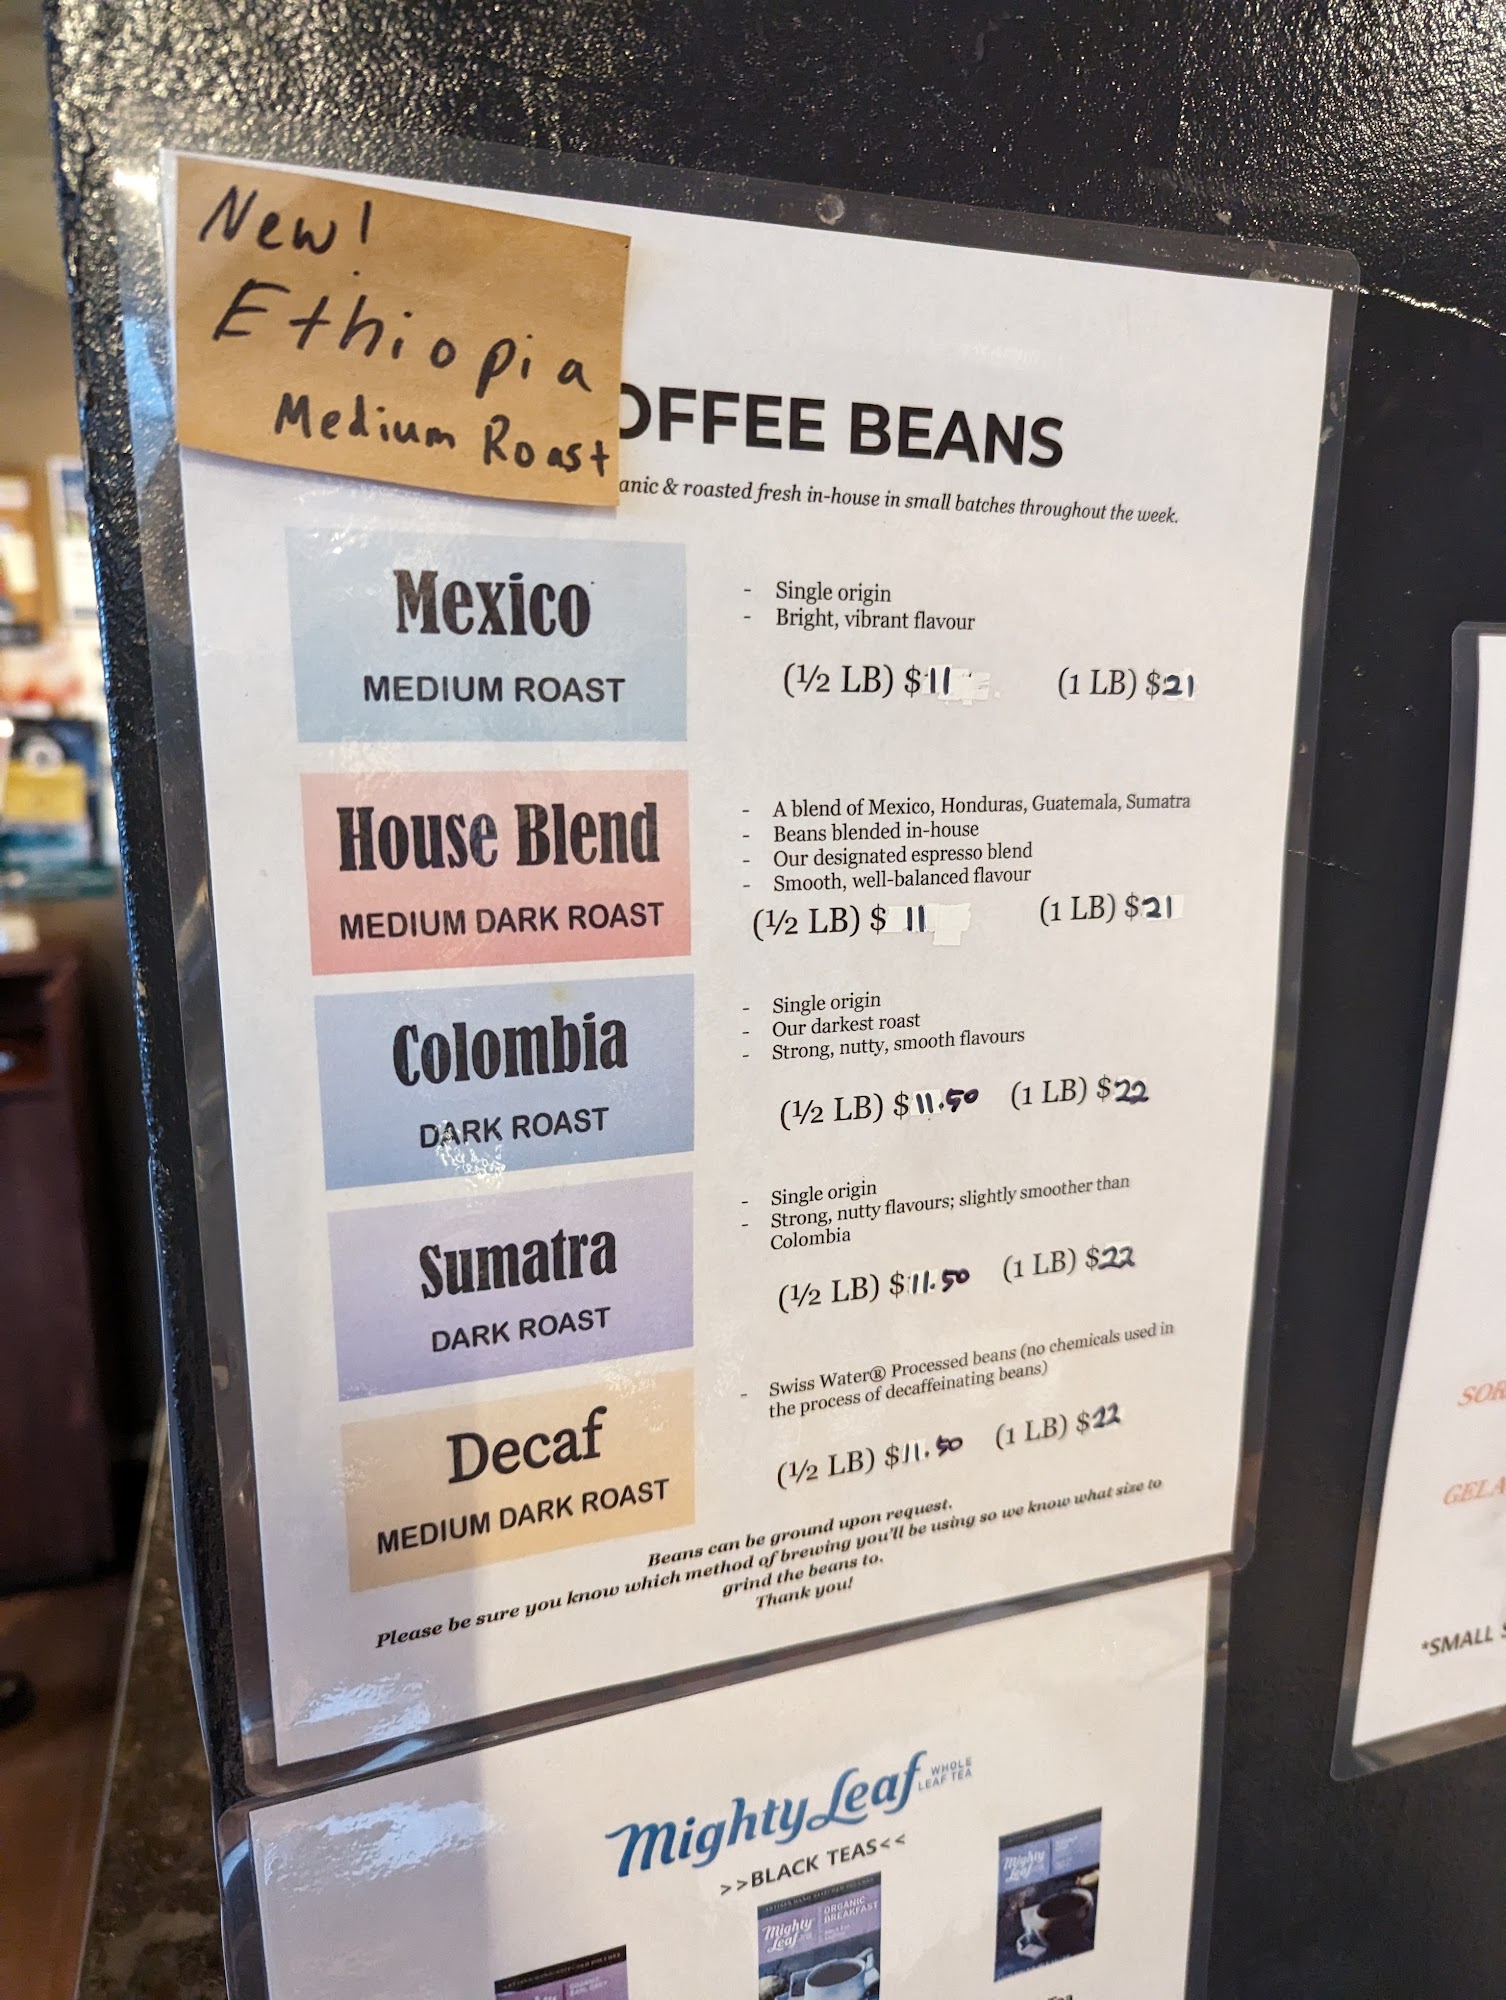 New!
Ethiopia
Medium Roast
OFFEE BEANS
anic & roasted fresh in-house in small batches throughout the week.
Mexico
MEDIUM ROAST
- Single origin
- Bright, vibrant flavour
(½ LB) $11 (1 LB) $21
House Blend
MEDIUM DARK ROAST
- A blend of Mexico, Honduras, Guatemala, Sumatra
- Beans blended in-house
- Our designated espresso blend
- Smooth, well-balanced flavour
(½ LB) $ 11 (1 LB) $21
Colombia
DARK ROAST
- Single origin
- Our darkest roast
- Strong, nutty, smooth flavours
(½ LB) $11.50 (1 LB) $22
Sumatra
DARK ROAST
- Single origin
- Strong, nutty flavours; slightly smoother than
Colombia
(½ LB) $11.50 (1 LB) $22
Decaf
MEDIUM DARK ROAST
- Swiss Water® Processed beans (no chemicals used in
the process of decaffeinating beans)
(½ LB) $11.50 (1 LB) $22
Beans can be ground upon request.
Please be sure you know which method of brewing you'll be using so we know what size to
grind the beans to.
Thank you!
Mighty Leaf WHOLE
LEAF TEA
>>BLACK TEAS<<
Mighty
Leaf
ORGANIC
BREAKFAST
Mighty
Leaf
SOR
GELA
*SMALL S